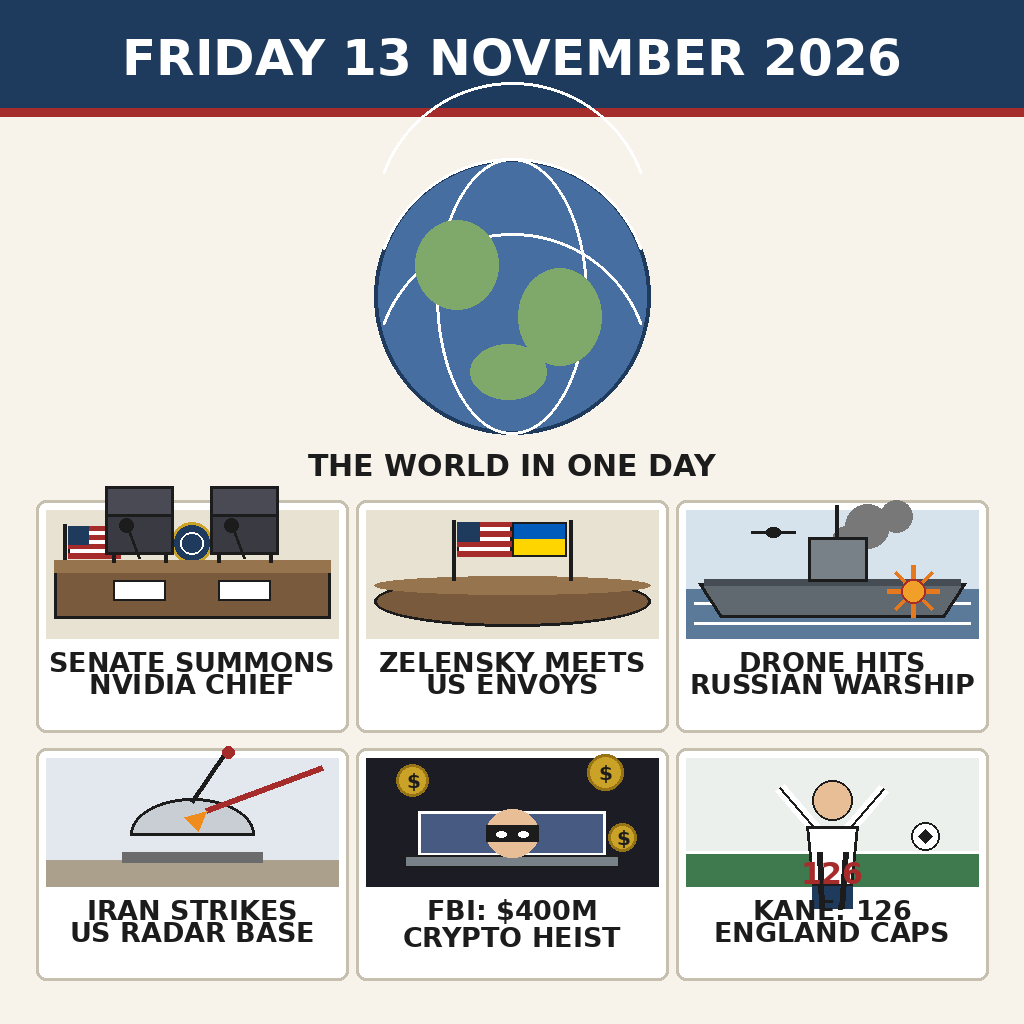 FRIDAY 13 NOVEMBER 2026
THE WORLD IN ONE DAY
SENATE SUMMONS
NVIDIA CHIEF
ZELENSKY MEETS
US ENVOYS
DRONE HITS
RUSSIAN WARSHIP
IRAN STRIKES
US RADAR BASE
$
$
$
FBI: $400M
CRYPTO HEIST
126
KANE: 126
ENGLAND CAPS